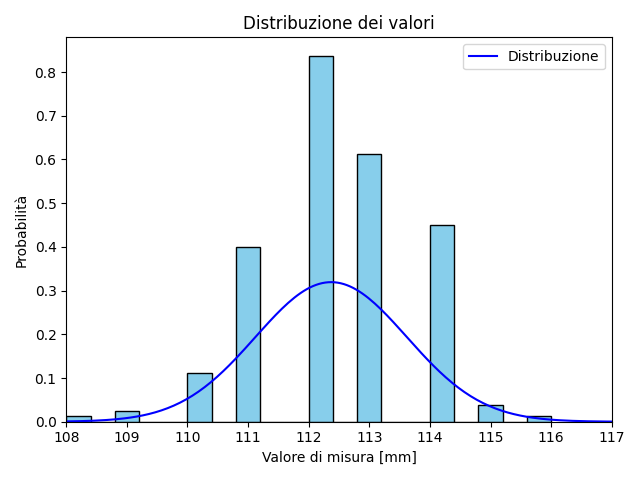 Distribuzione dei valori
Distribuzione
Probabilità
0.8
0.7
0.6
0.5
0.4
0.3
0.2
0.1
0.0
108 109 110 111 112 113 114 115 116 117
Valore di misura [mm]